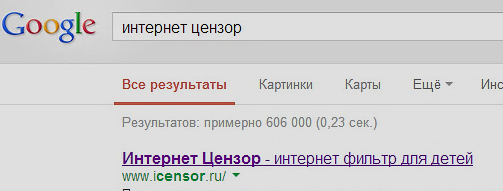 Google интернет цензор
Все результаты Картинки Карты Ещё Инс
Результатов: примерно 606 000 (0,23 сек.)
Интернет Цензор - интернет фильтр для детей
www.icensor.ru/